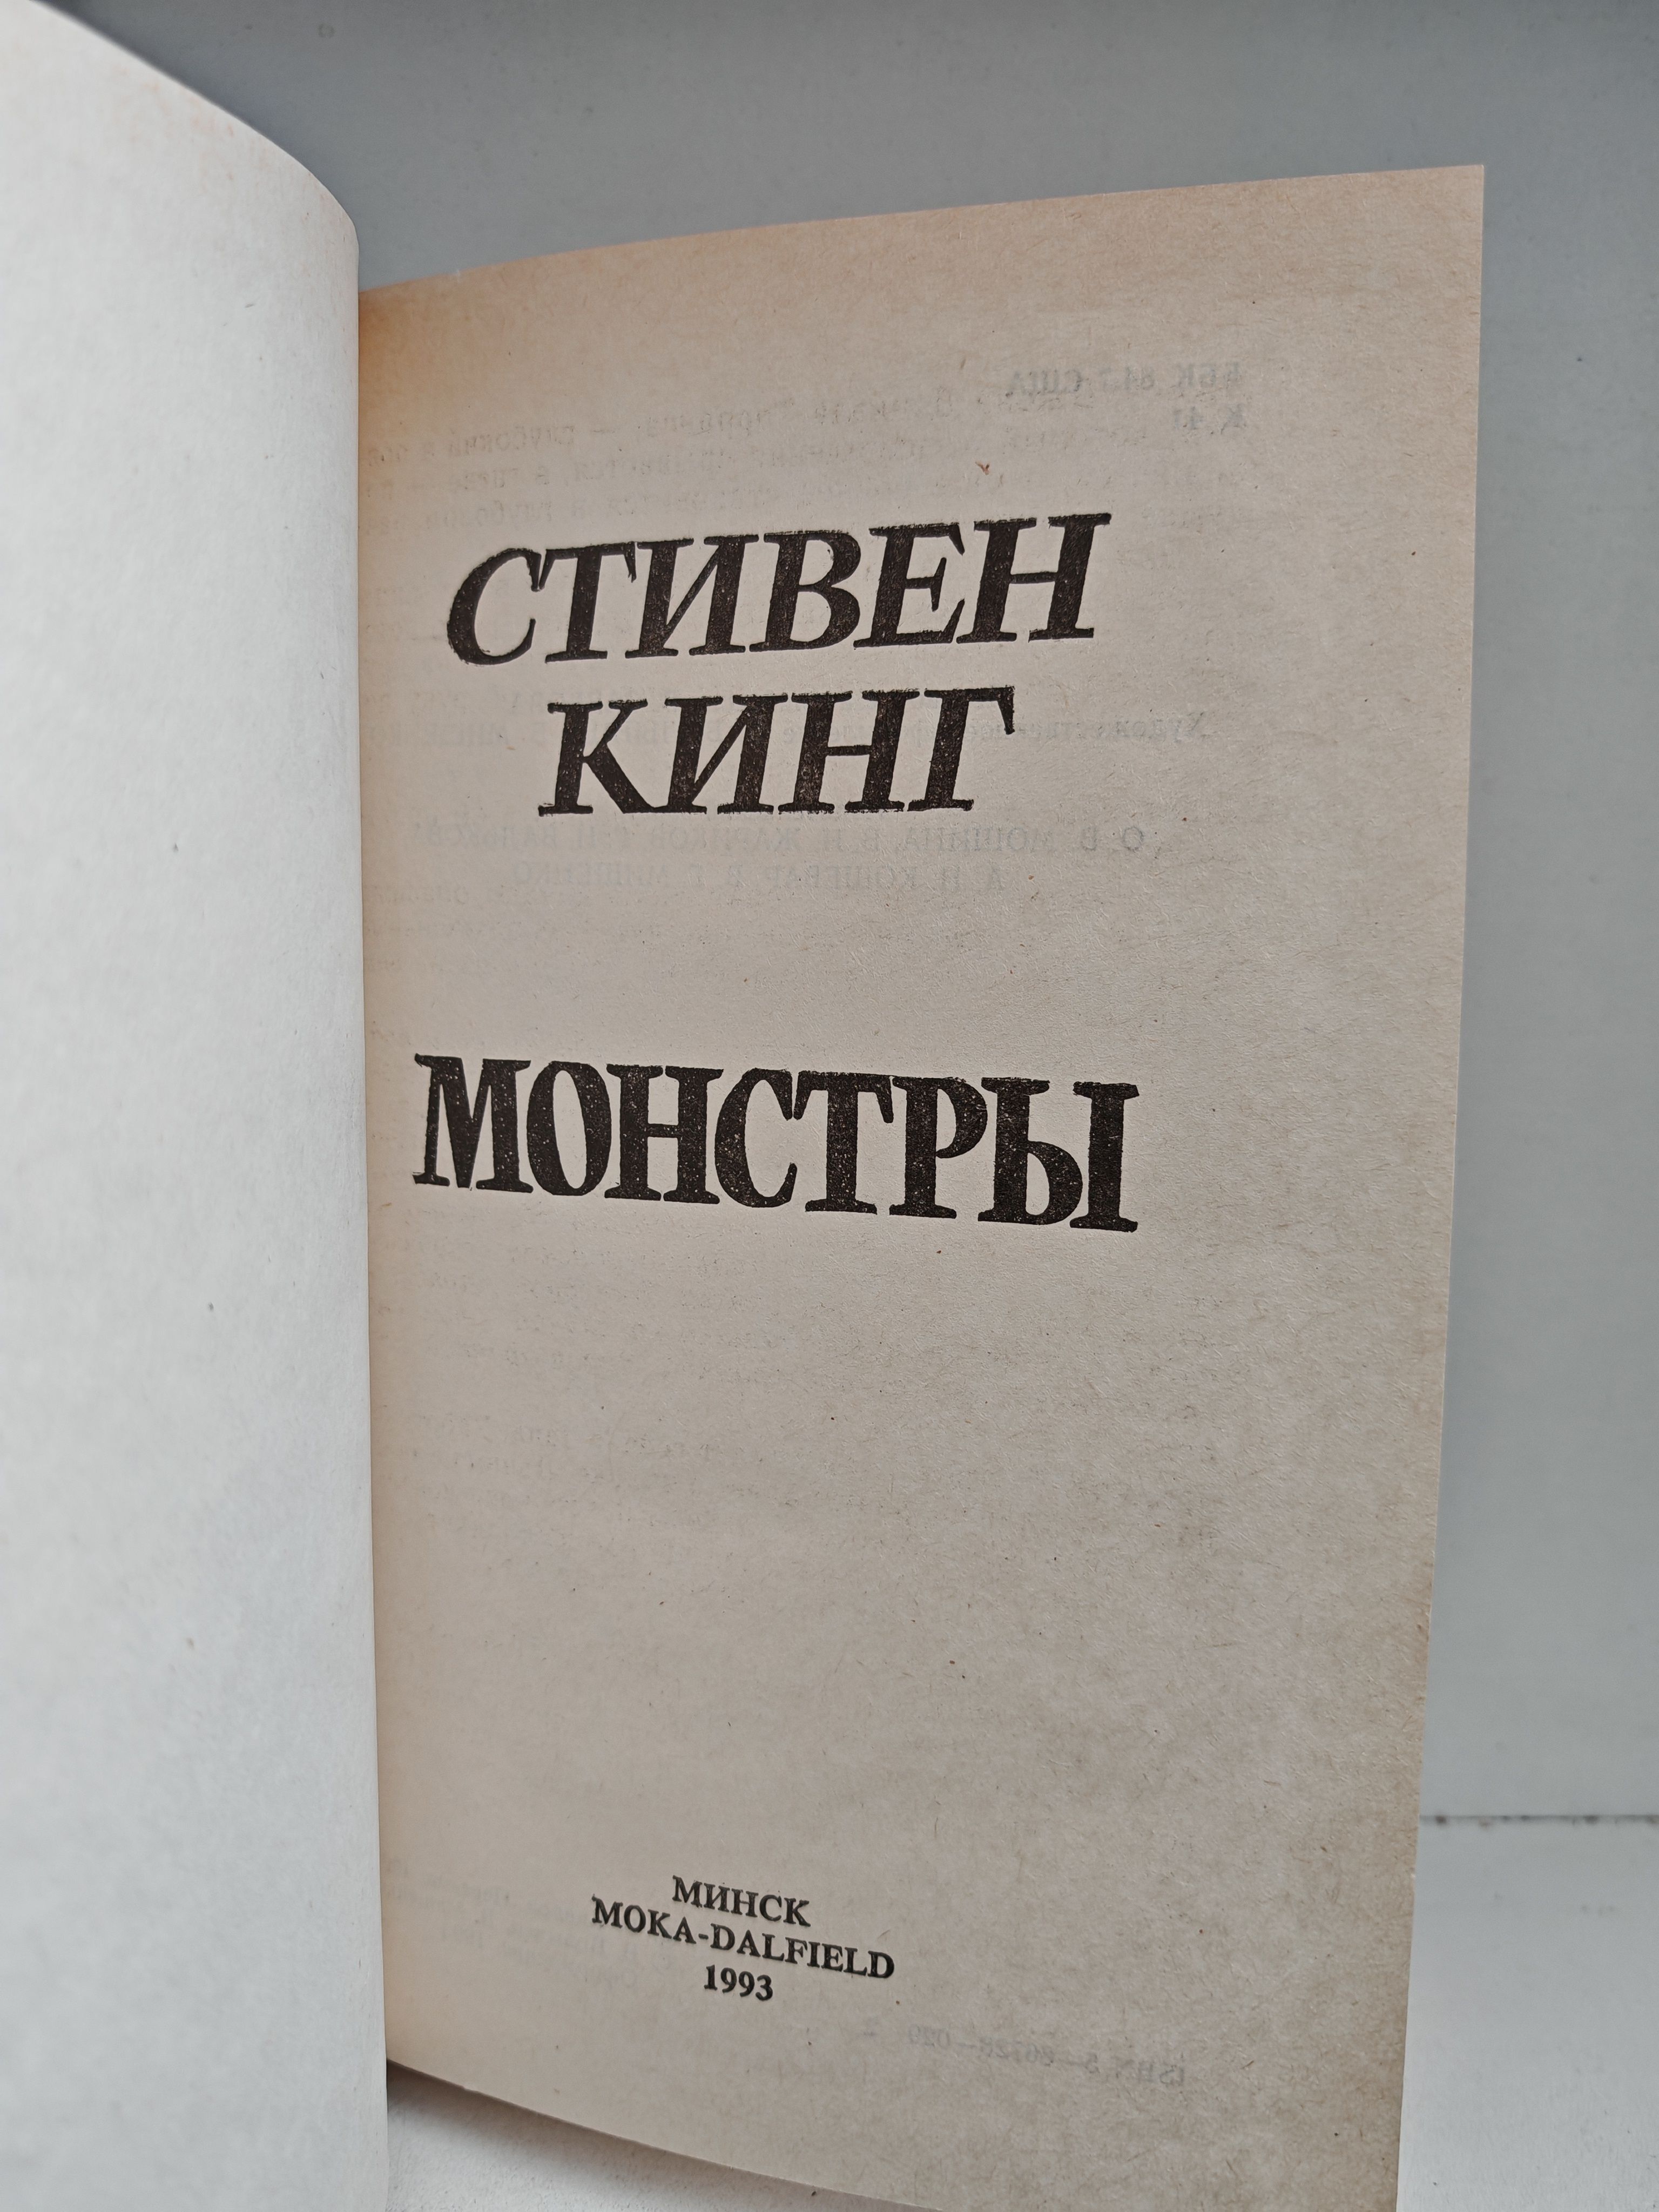 СТИВЕН
КИНГ
МОНСТРЫ
МИНСК
MOKA-DALFIELD
1993